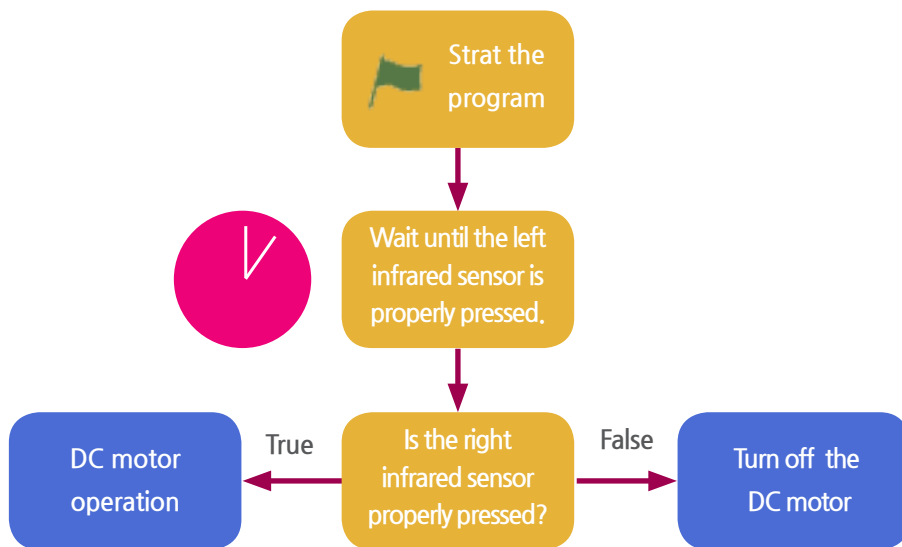 Strat the
program
Wait until the left
infrared sensor is
properly pressed.
True
False
DC motor
operation
Is the right
infrared sensor
properly pressed?
Turn off the
DC motor